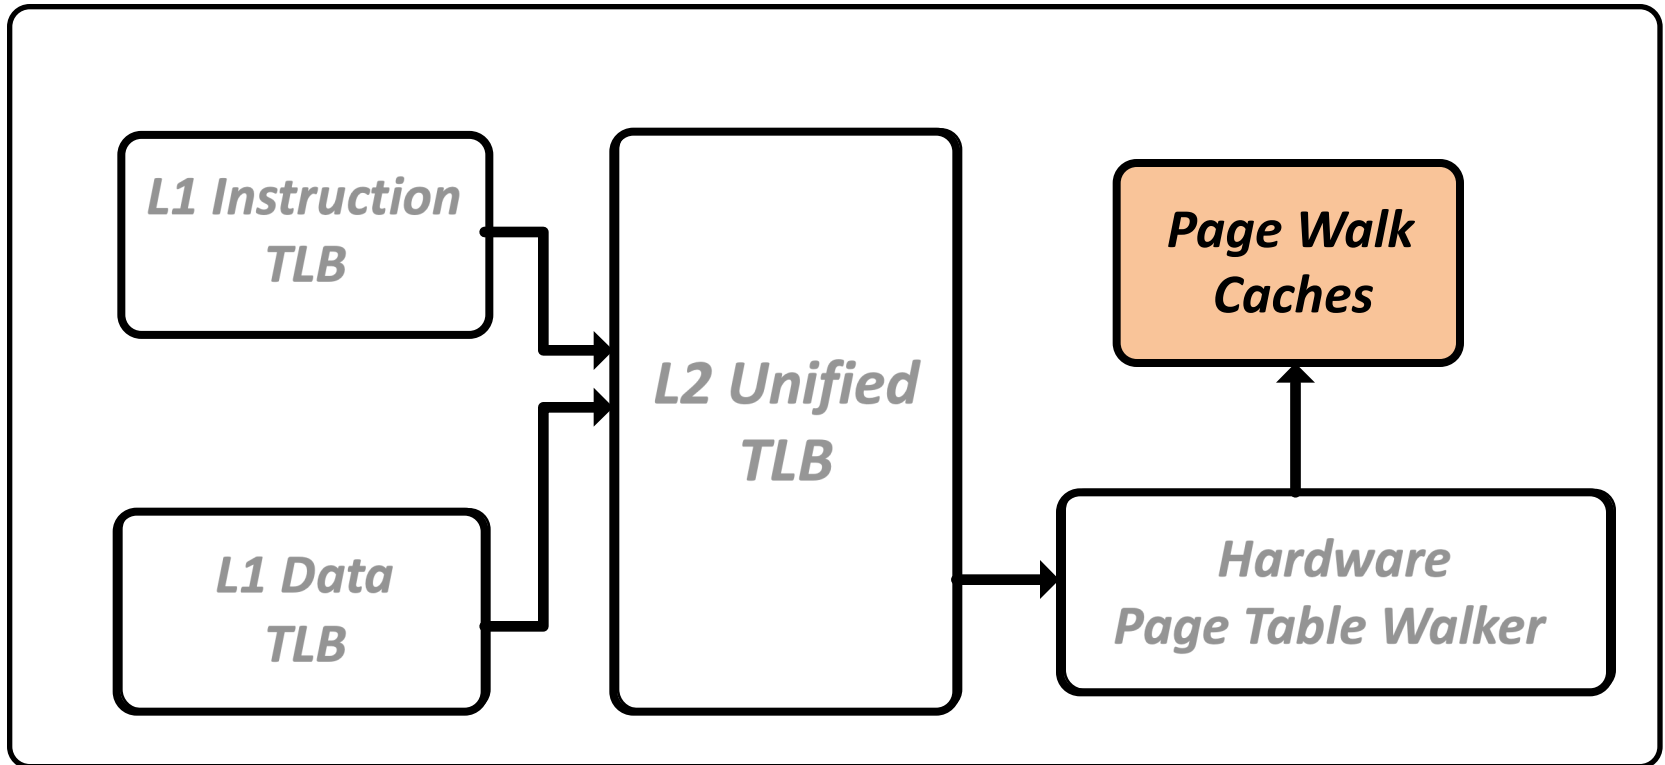 L1 Instruction
TLB
L1 Data
TLB
L2 Unified
TLB
Page Walk
Caches
Hardware
Page Table Walker